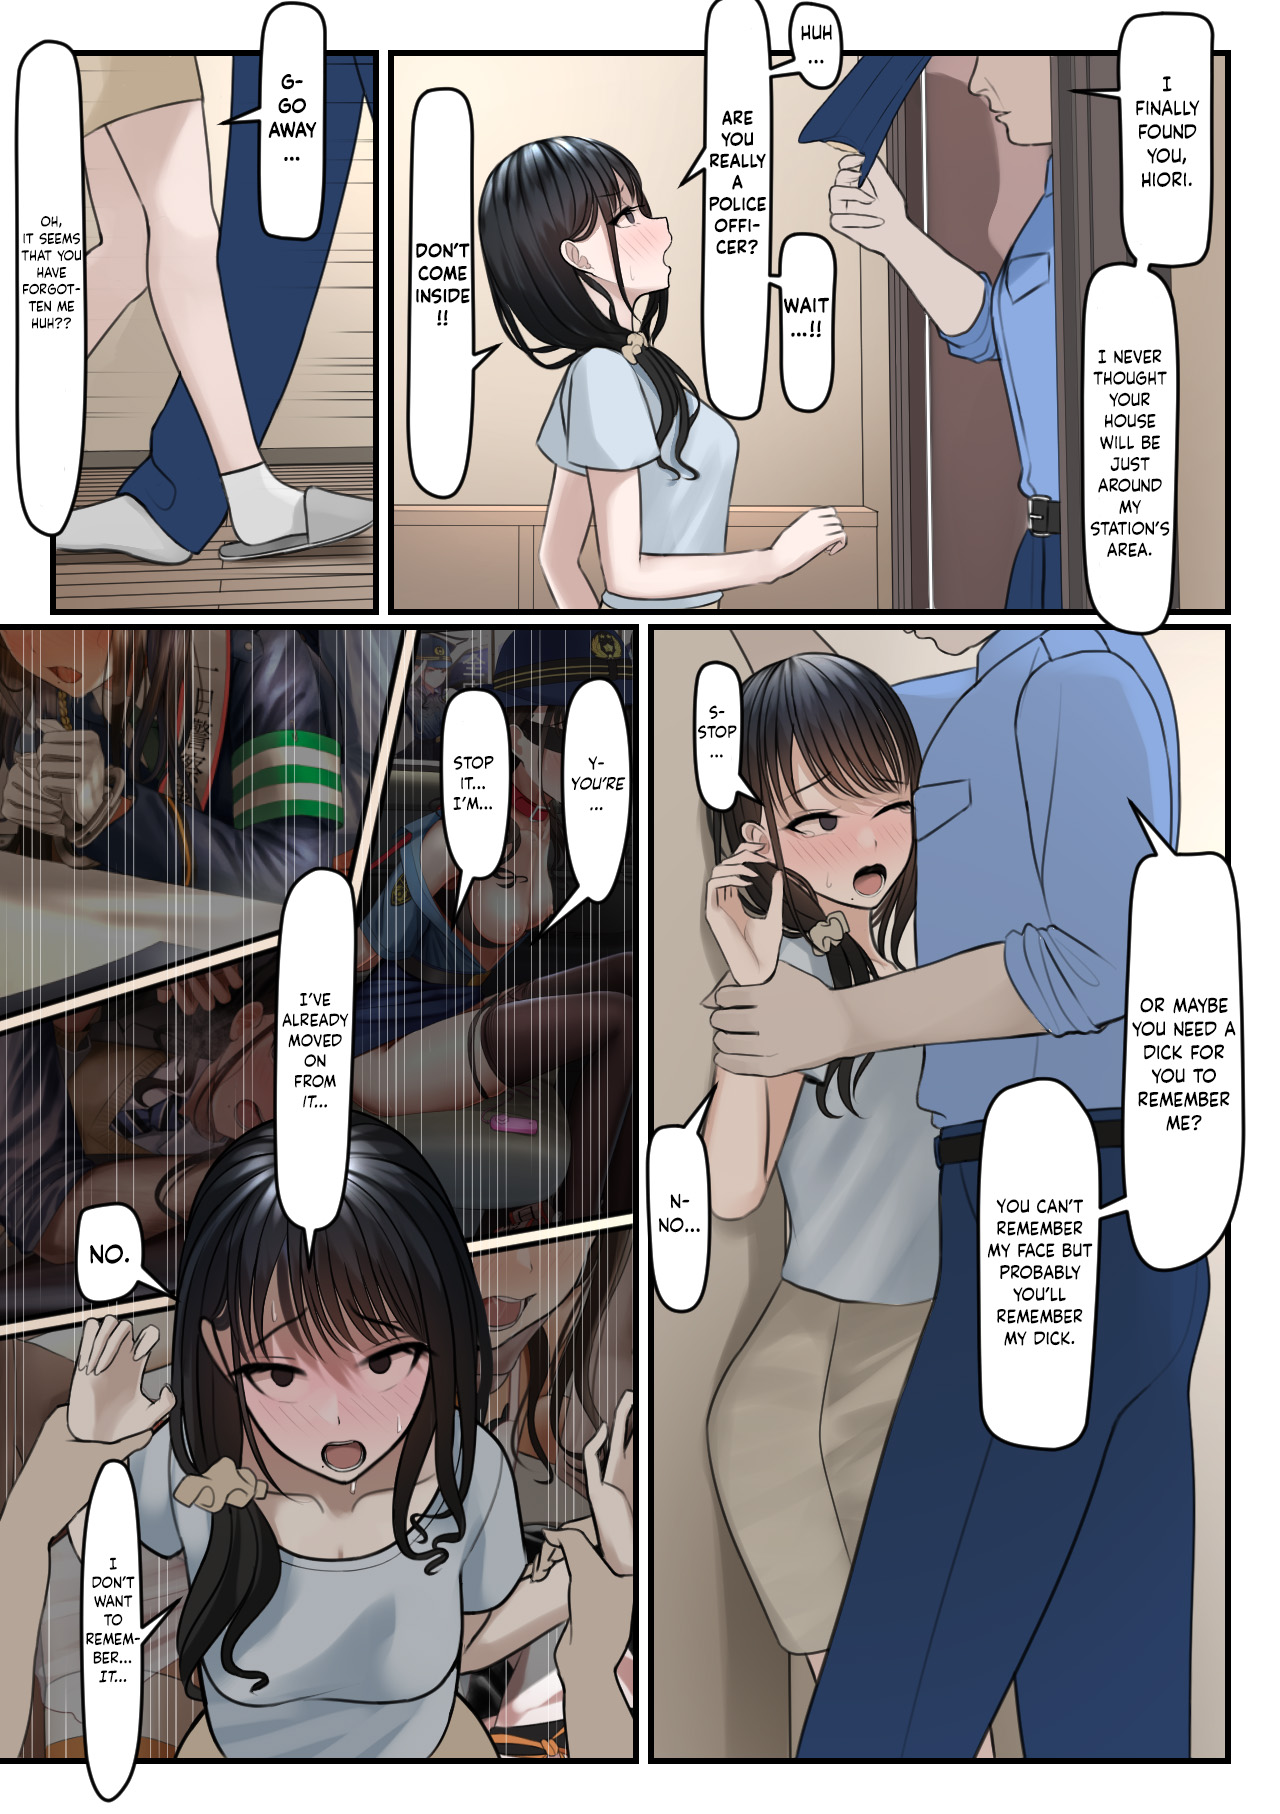 I
FINALLY
FOUND
YOU,
HIORI.
I NEVER
THOUGHT
YOUR
HOUSE
WILL BE
JUST
AROUND
MY
STATION'S
AREA.
HUH
...
ARE
YOU
REALLY
A
POLICE
OFFI-
CER?
WAIT
...!!
DON'T
COME
INSIDE
!!
G-
GO
AWAY
...
OH,
IT SEEMS
THAT YOU
HAVE
FORGOT-
TEN ME
HUH??
S-
STOP
...
OR MAYBE
YOU NEED A
DICK FOR
YOU TO
REMEMBER
ME?
YOU CAN'T
REMEMBER
MY FACE BUT
PROBABLY
YOU'LL
REMEMBER
MY DICK.
N-
NO...
Y-
YOU'RE
...
STOP
IT...
I'M...
一日警察
I'VE
ALREADY
MOVED
ON
FROM
IT...
NO.
I
DON'T
WANT
TO
REMEM-
BER...
IT...